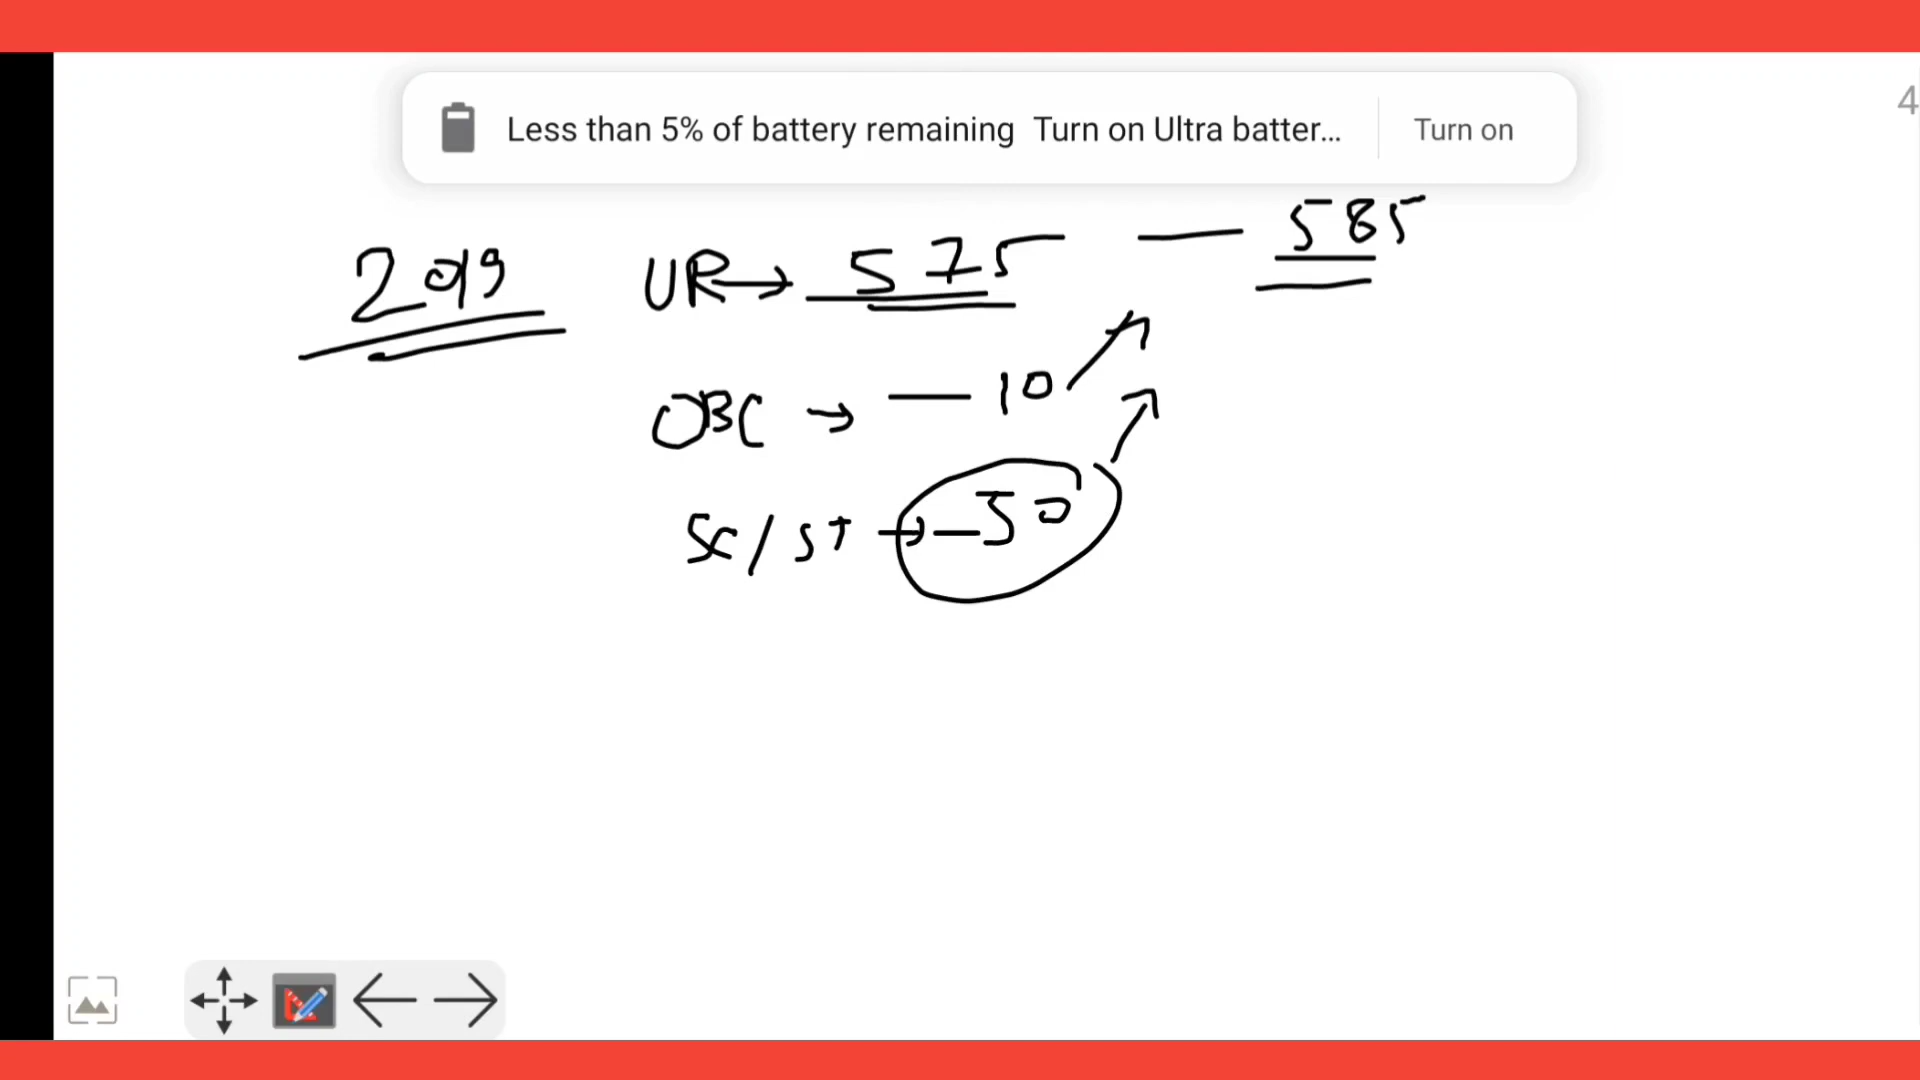 4
Less than 5% of battery remaining Turn on Ultra batter... Turn on
2019 UR→ 575 — 585
OBC → — 10
SC/ST → —50